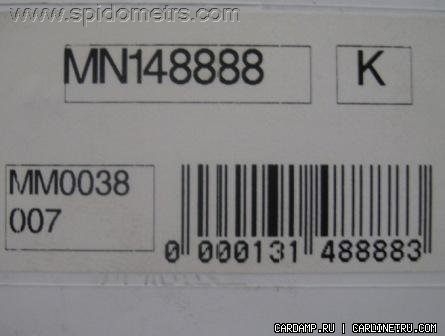 www.spidometrs.com
MN148888
K
MM0038
007
0 000131 488883
CARDAMP.RU | CARDINETRU.COM